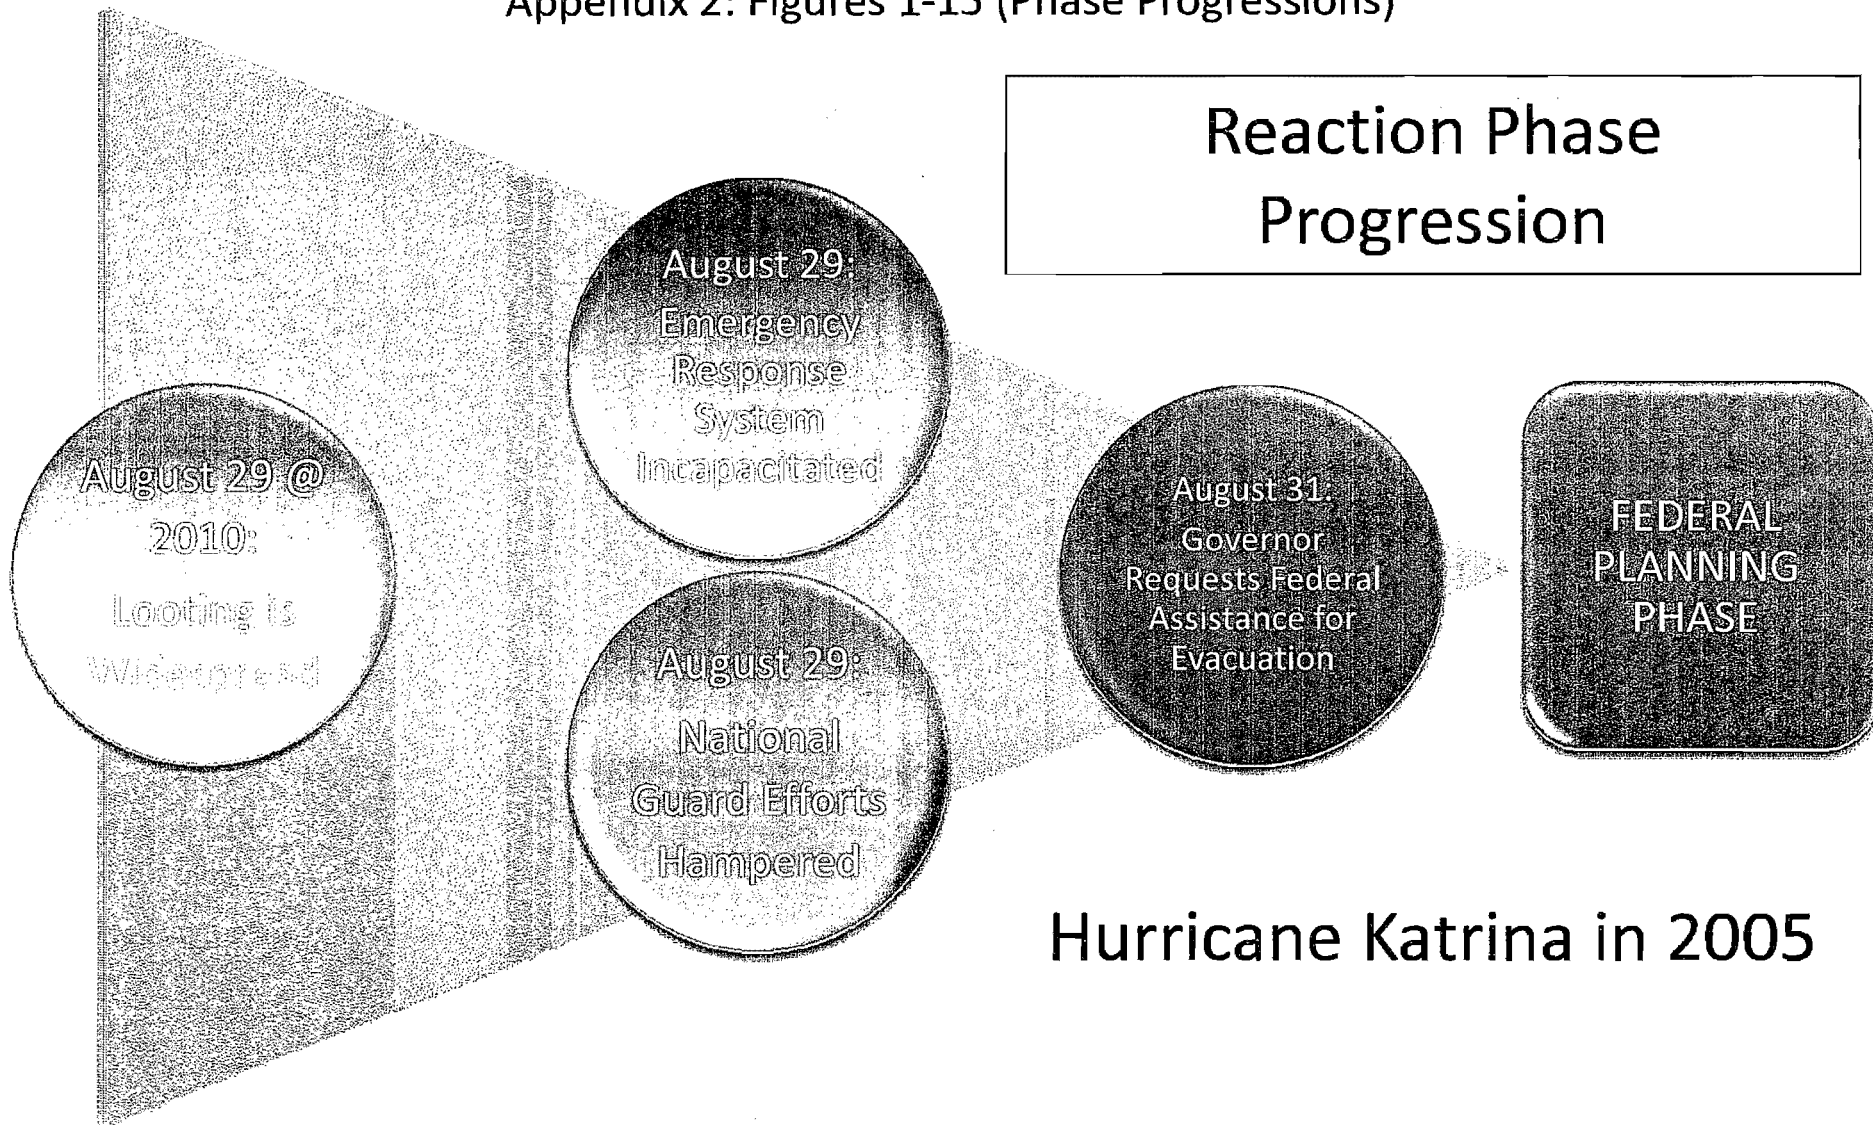 Appendix 2: Figures 1-15 (Phase Progressions)
Reaction Phase
Progression
August 29 @
2010:
Looting is
Widespread
August 29:
Emergency
Response
System
Incapacitated
August 29:
National
Guard Efforts
Hampered
August 31:
Governor
Requests Federal
Assistance for
Evacuation
FEDERAL
PLANNING
PHASE
Hurricane Katrina in 2005